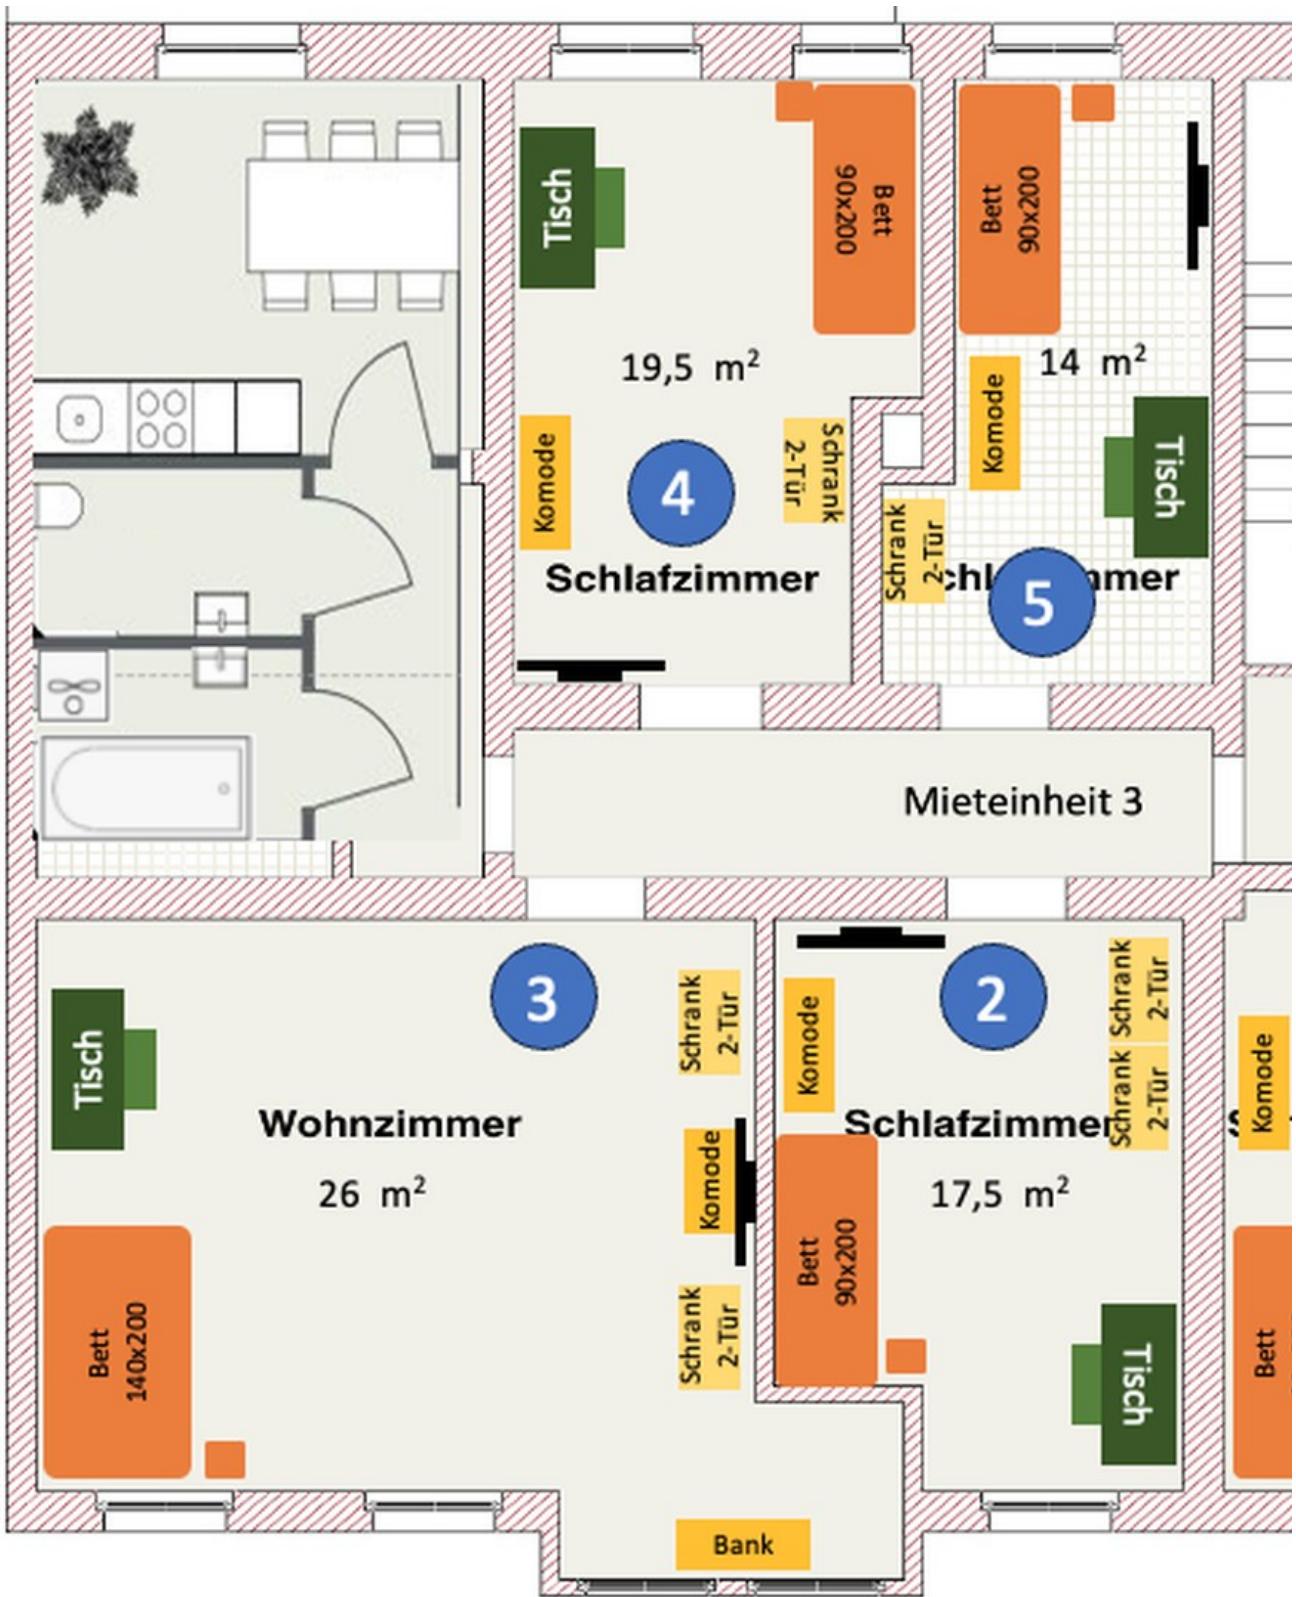 Tisch
Bett
90x200
Bett
90x200
19,5 m²
14 m²
Komode
Schrank
2-Tür
Komode
Tisch
4
Schrank
2-Tür
Schlafzimmer
5
Mieteinheit 3
3
Schrank
2-Tür
2
Komode
Schrank
2-Tür
Tisch
Schrank
2-Tür
Komode
Wohnzimmer
Schlafzimmer
26 m²
Komode
17,5 m²
Bett
140x200
Schrank
2-Tür
Bett
90x200
Tisch
Bett
Bank